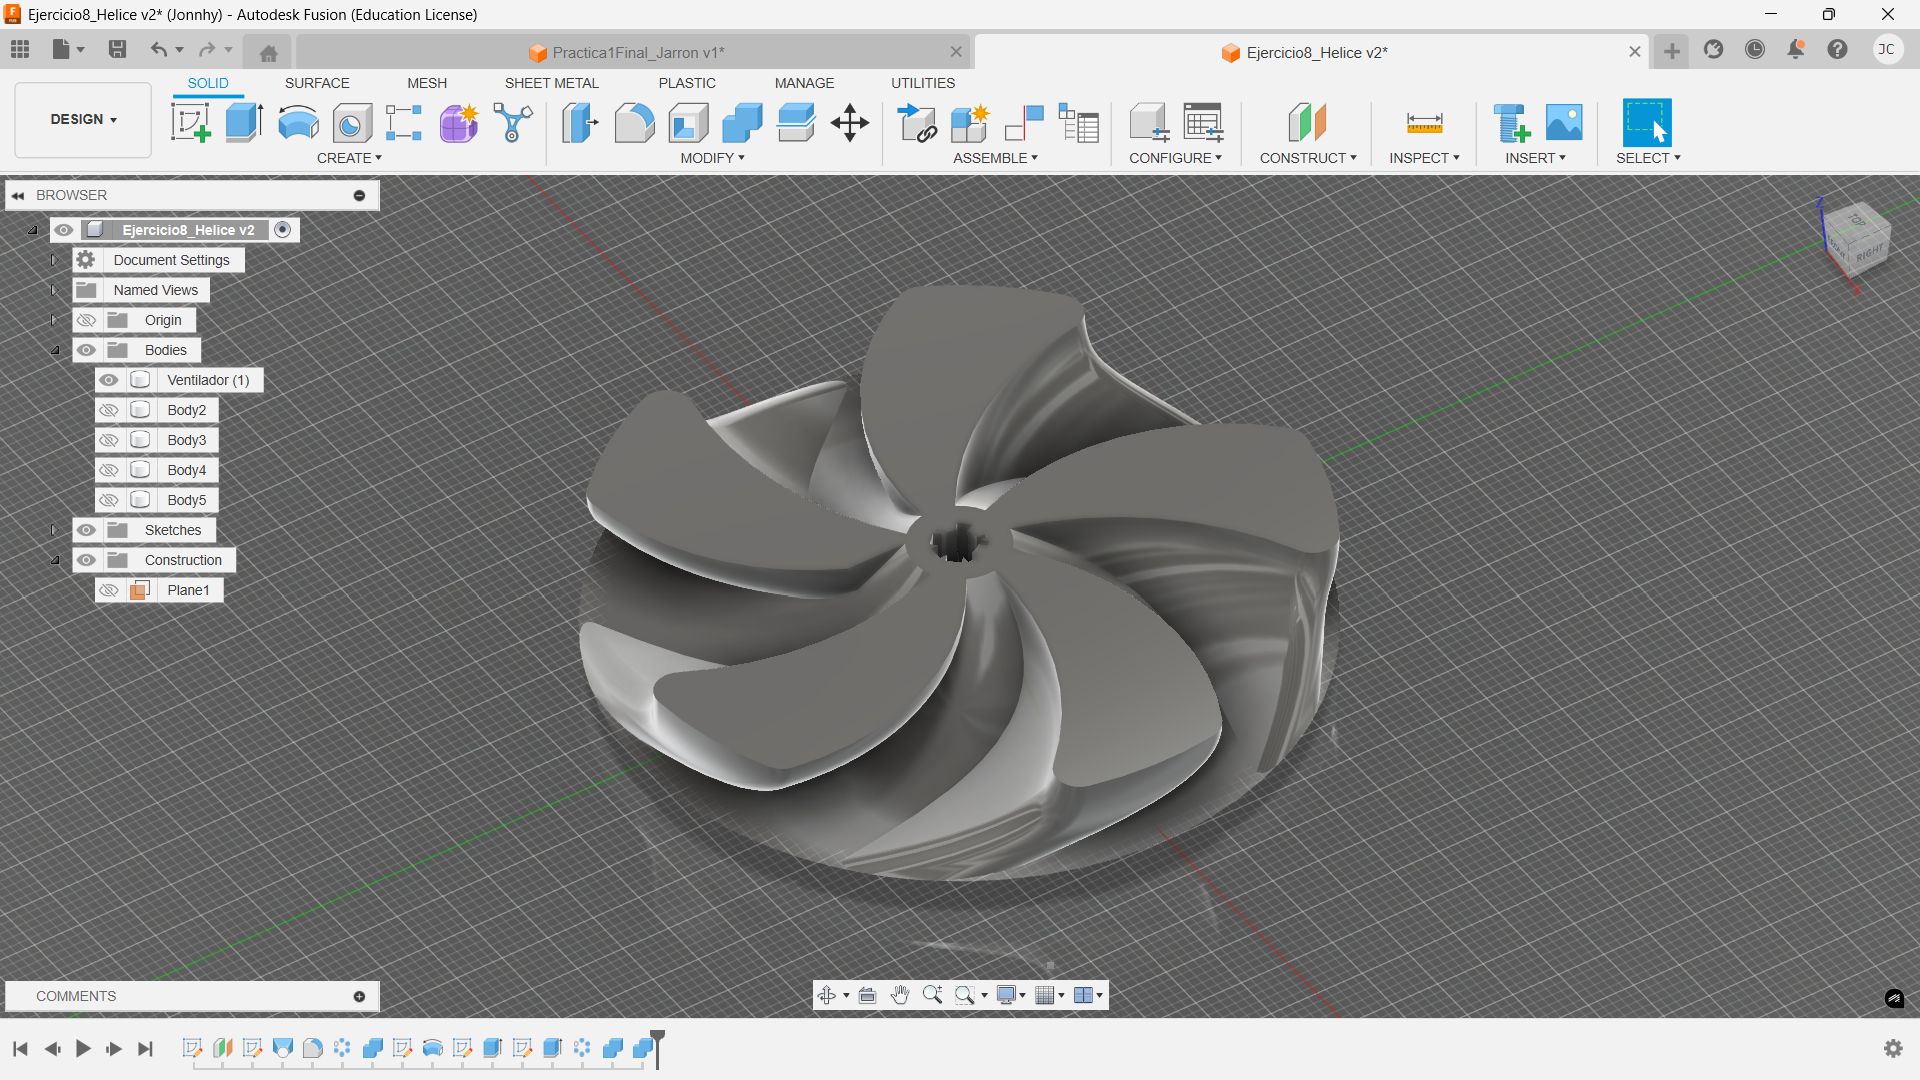 Ejercicio8_Helice v2* (Jonnhy) - Autodesk Fusion (Education License)
Practica1Final_Jarron v1*
Ejercicio8_Helice v2*
JC
SOLID SURFACE MESH SHEET METAL PLASTIC MANAGE UTILITIES
DESIGN
CREATE MODIFY ASSEMBLE CONFIGURE CONSTRUCT INSPECT INSERT SELECT
BROWSER
Ejercicio8_Helice v2
Document Settings
Named Views
Origin
Bodies
Ventilador (1)
Body2
Body3
Body4
Body5
Sketches
Construction
Plane1
Z
TOP
RIGHT
COMMENTS